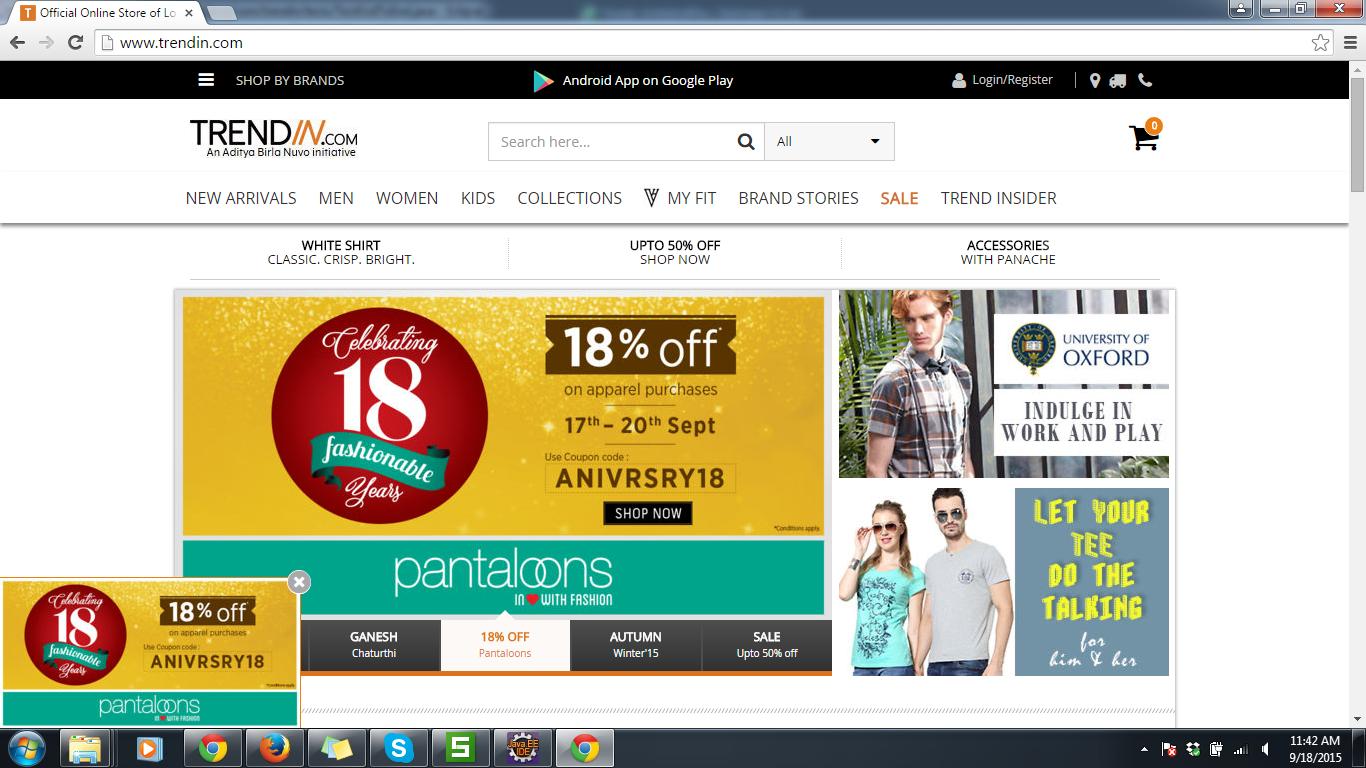 Official Online Store of Lo
www.trendin.com
SHOP BY BRANDS
Android App on Google Play
Login/Register
TRENDIN.COM
An Aditya Birla Nuvo initiative
Search here...
All
0
NEW ARRIVALS
MEN
WOMEN
KIDS
COLLECTIONS
MY FIT
BRAND STORIES
SALE
TREND INSIDER
WHITE SHIRT
CLASSIC. CRISP. BRIGHT.
UPTO 50% OFF
SHOP NOW
ACCESSORIES
WITH PANACHE
Celebrating
18
fashionable
Years
18% off*
on apparel purchases
17th – 20th Sept
Use Coupon code :
ANIVRSRY18
SHOP NOW
*Conditions apply.
pantaloons
IN WITH FASHION
UNIVERSITY OF
OXFORD
INDULGE IN
WORK AND PLAY
LET YOUR
TEE
DO THE
TALKING
for
him & her
GANESH
Chaturthi
18% OFF
Pantaloons
AUTUMN
Winter'15
SALE
Upto 50% off
Celebrating
18
fashionable
Years
18% off*
on apparel purchases
Use Coupon code :
ANIVRSRY18
*Conditions apply.
pantaloons
IN WITH FASHION
Java EE
IDE
11:42 AM
9/18/2015